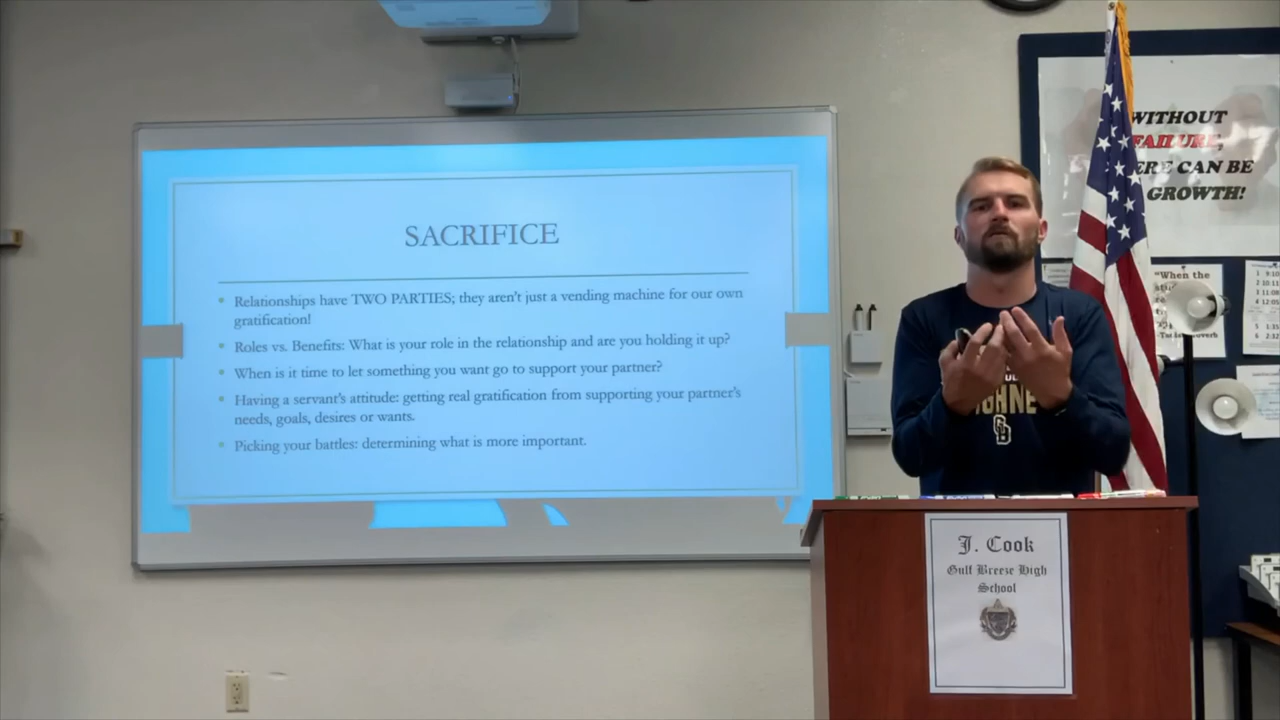 SACRIFICE
Relationships have TWO PARTIES; they aren't just a vending machine for our own
gratification!
Roles vs. Benefits: What is your role in the relationship and are you holding it up?
When is it time to let something you want go to support your partner?
Having a servant's attitude: getting real gratification from supporting your partner's
needs, goals, desires or wants.
Picking your battles: determining what is more important.
WITHOUT
FAILURE,
CAN BE
GROWTH!
"When the
J. Cook
Gulf Breeze High
School
GB